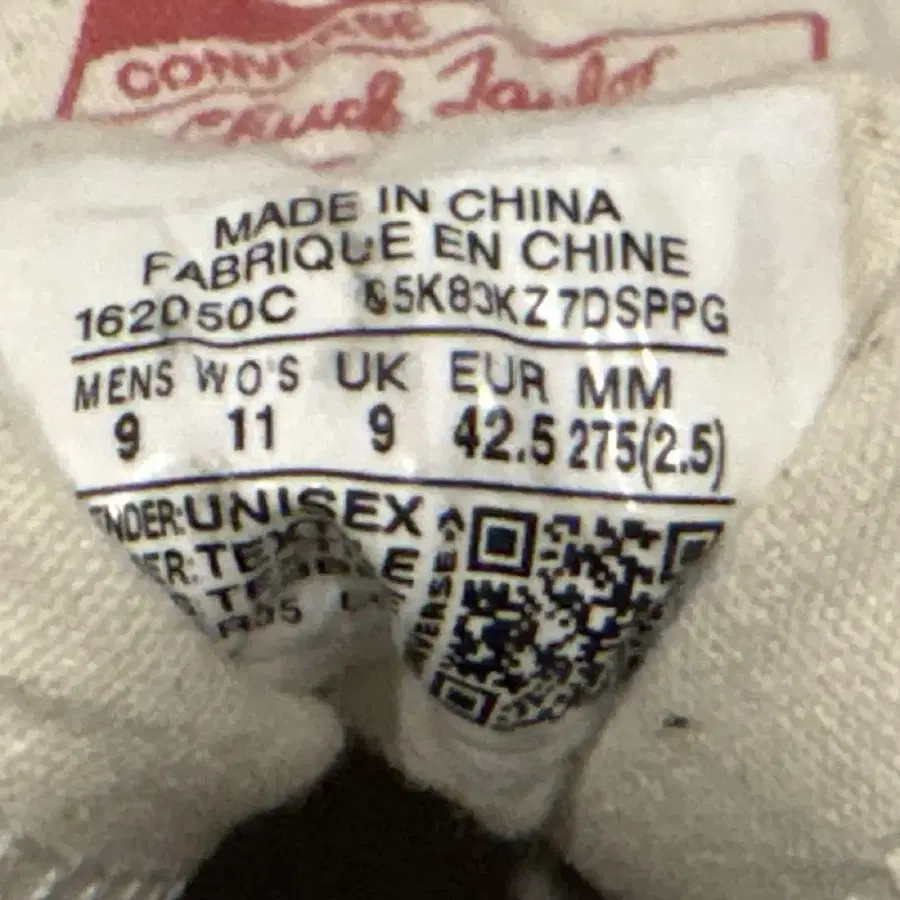 CONVERSE
Chuck Taylor
MADE IN CHINA
FABRIQUE EN CHINE
162050C 7DSPPG
MENS WO'S UK EUR MM
9 11 9 42.5 275(2.5)
UNISEX